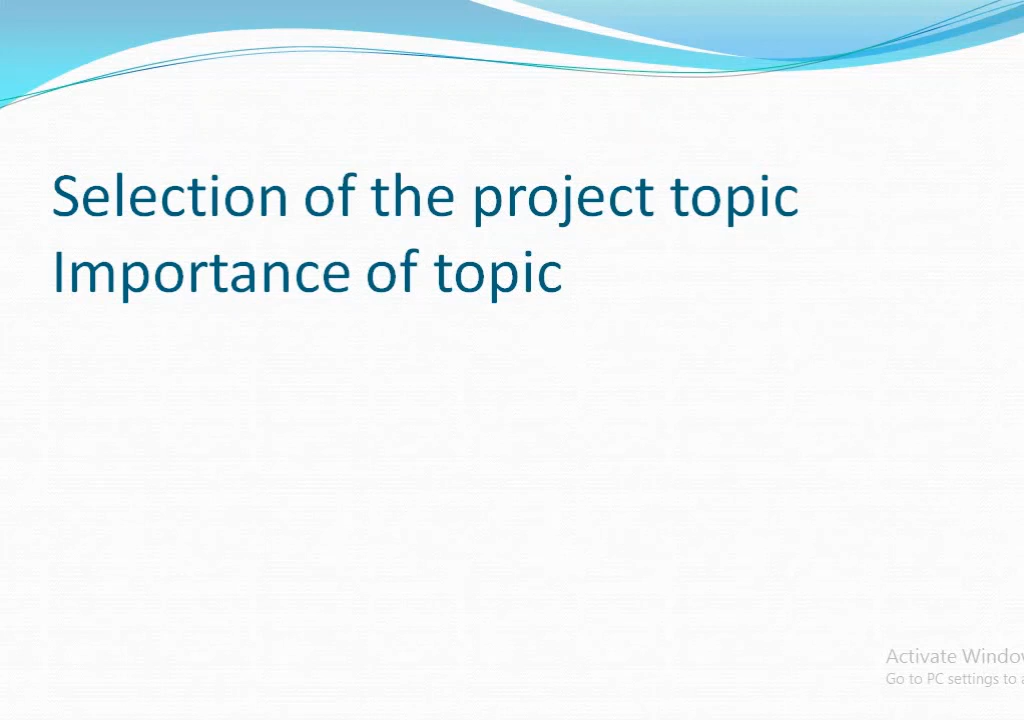 Selection of the project topic
Importance of topic
Activate Windo
Go to PC settings to